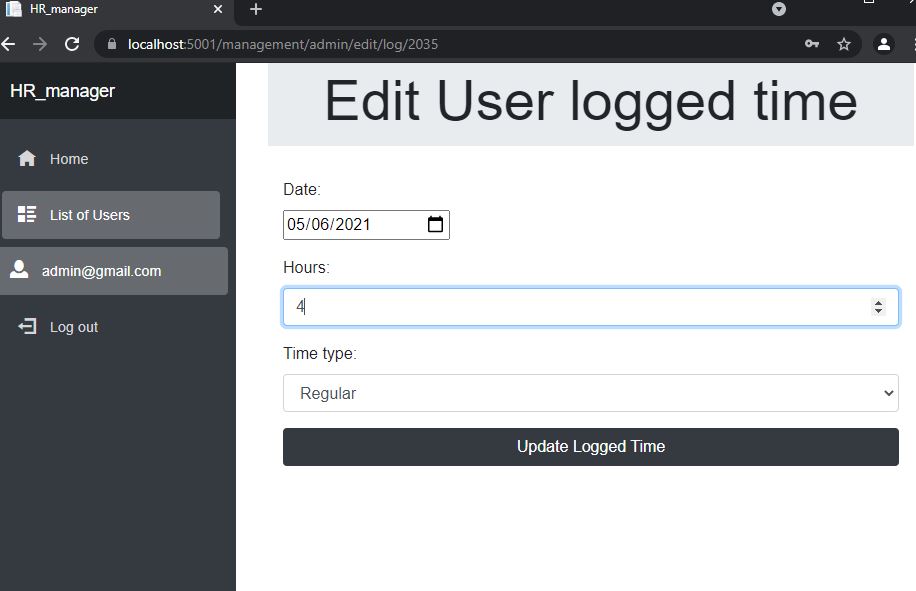 HR_manager
localhost:5001/management/admin/edit/log/2035
HR_manager
Home
List of Users
admin@gmail.com
Log out
Edit User logged time
Date:
05/06/2021
Hours:
4
Time type:
Regular
Update Logged Time